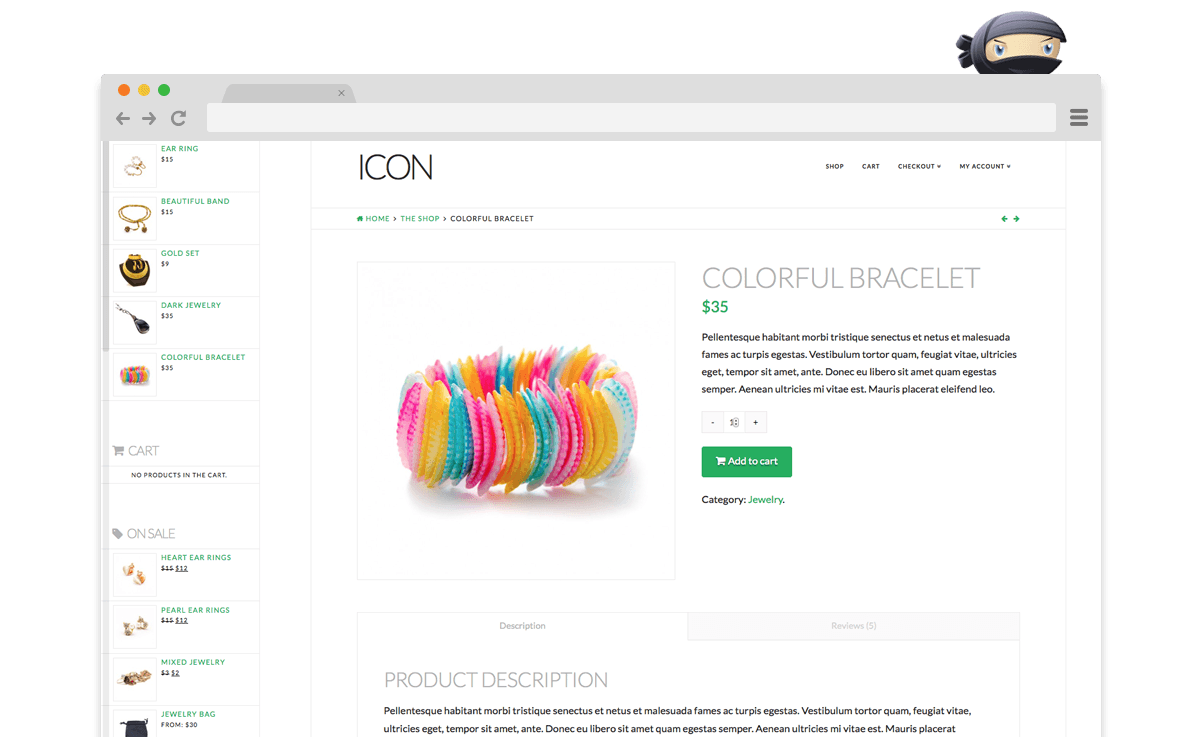 EAR RING
$15
BEAUTIFUL BAND
$15
GOLD SET
$9
DARK JEWELRY
$35
COLORFUL BRACELET
$35
CART
NO PRODUCTS IN THE CART.
ON SALE
HEART EAR RINGS
$15 $12
PEARL EAR RINGS
$15 $12
MIXED JEWELRY
$3 $2
JEWELRY BAG
FROM: $30
ICON
SHOP CART CHECKOUT MY ACCOUNT
HOME > THE SHOP > COLORFUL BRACELET
COLORFUL BRACELET
$35
Pellentesque habitant morbi tristique senectus et netus et malesuada
fames ac turpis egestas. Vestibulum tortor quam, feugiat vitae, ultricies
eget, tempor sit amet, ante. Donec eu libero sit amet quam egestas
semper. Aenean ultricies mi vitae est. Mauris placerat eleifend leo.
- 1 +
Add to cart
Category: Jewelry.
Description
Reviews (5)
PRODUCT DESCRIPTION
Pellentesque habitant morbi tristique senectus et netus et malesuada fames ac turpis egestas. Vestibulum tortor quam, feugiat vitae,
ultricies eget, tempor sit amet, ante. Donec eu libero sit amet quam egestas semper. Aenean ultricies mi vitae est. Mauris placerat